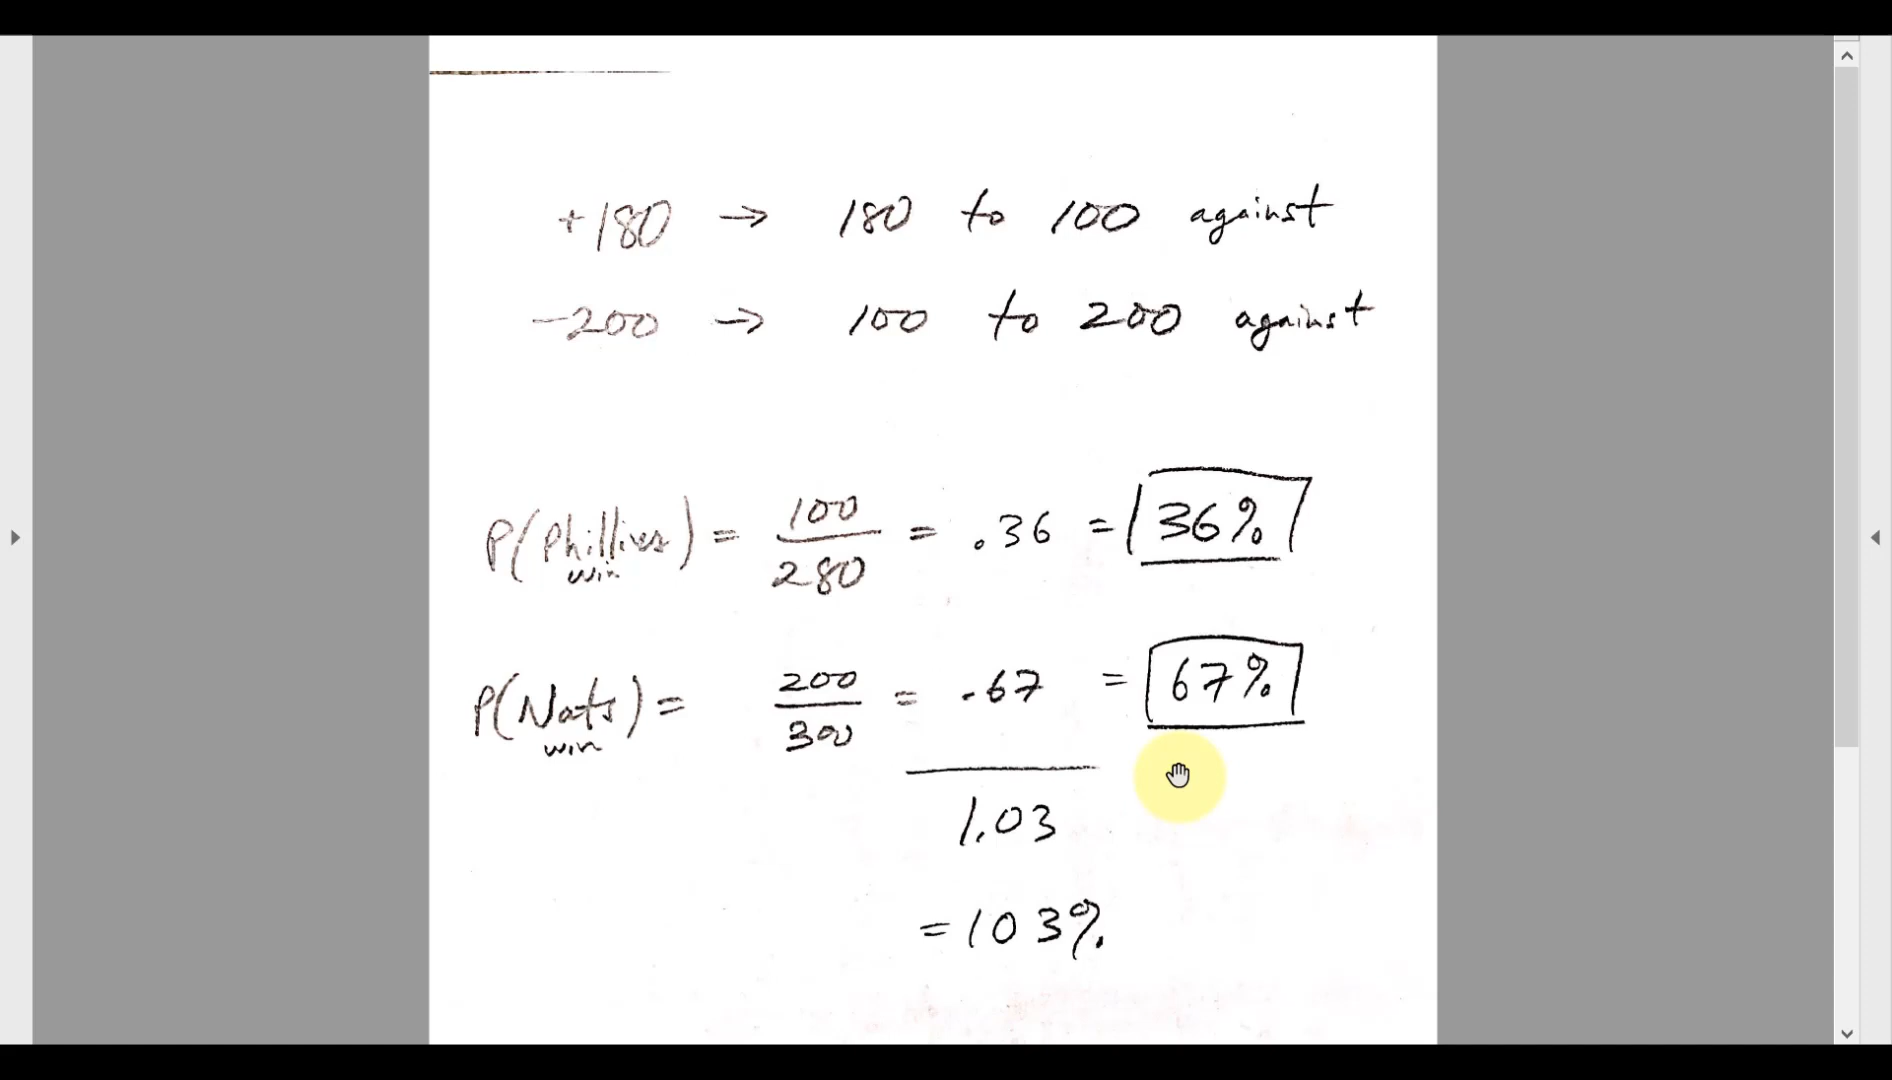 +180 → 180 to 100 against
-200 → 100 to 200 against
P(Phillies win) = 100/280 = .36 = 36%
P(Nats win) = 200/300 = .67 = 67%
1.03
= 103%